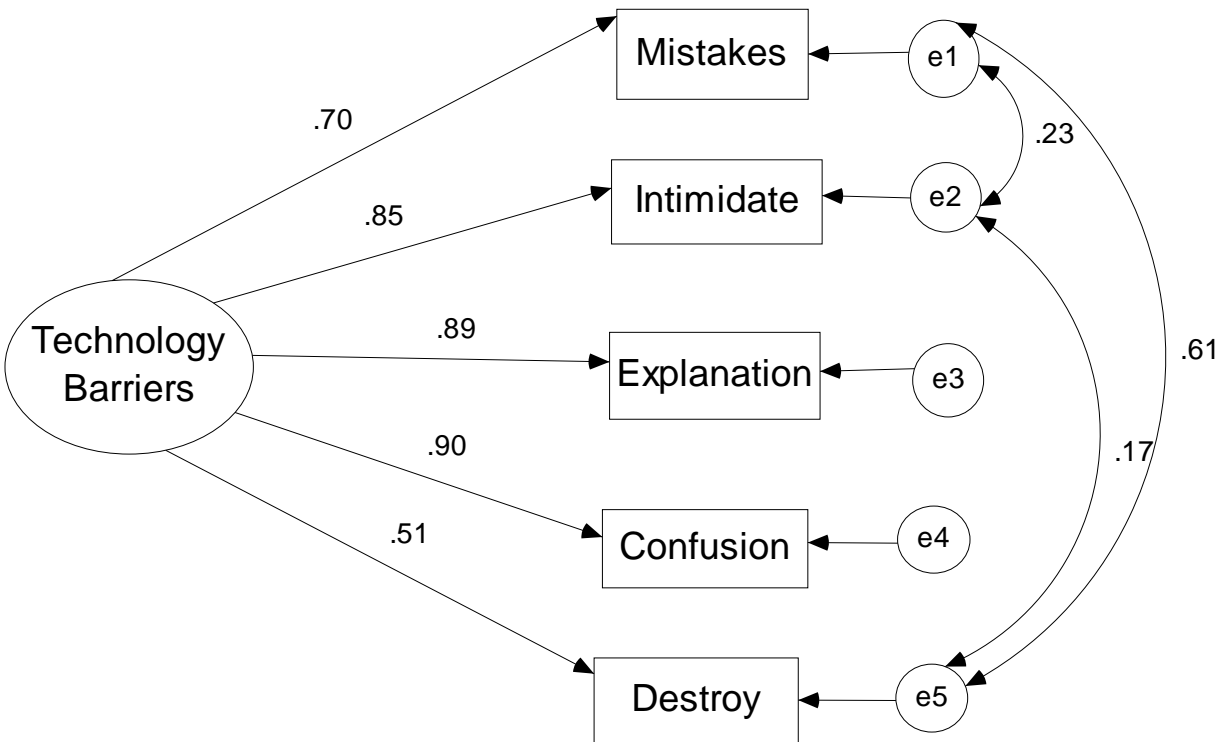 Mistakes
e1
.70
.23
Intimidate
e2
.85
Technology
Barriers
.89
Explanation
e3
.61
.90
.17
Confusion
e4
.51
Destroy
e5